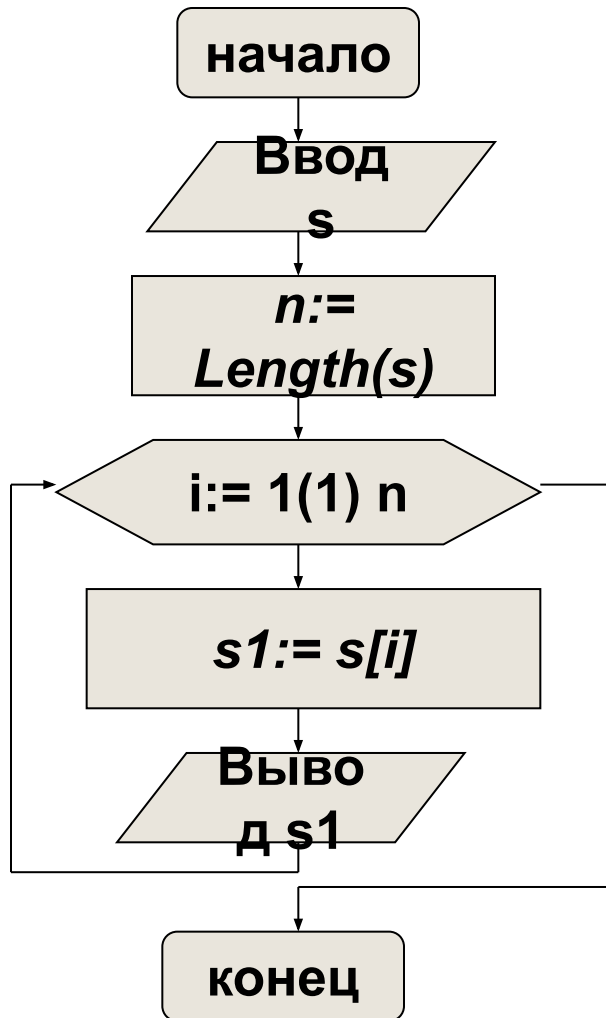 начало
Ввод
s
n:=
Length(s)
i:= 1(1) n
s1:= s[i]
Выво
д s1
конец